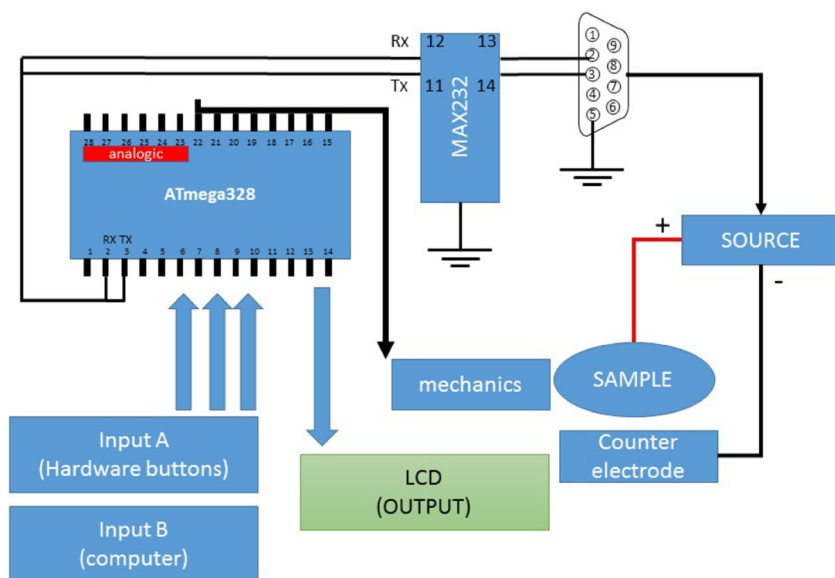 Rx 12 13
Tx 11 14
MAX232
1
2
3
4
5
9
8
7
6
28 27 26 25 24 23 22 21 20 19 18 17 16 15
analogic
ATmega328
RX TX
1 2 3 4 5 6 7 8 9 10 11 12 13 14
+
SOURCE
-
mechanics
SAMPLE
Counter
electrode
Input A
(Hardware buttons)
LCD
(OUTPUT)
Input B
(computer)